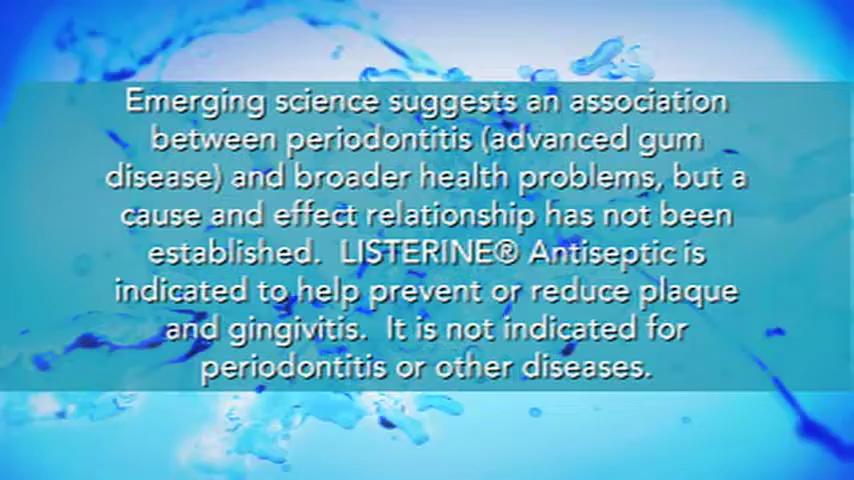 Emerging science suggests an association
between periodontitis (advanced gum
disease) and broader health problems, but a
cause and effect relationship has not been
established.  LISTERINE® Antiseptic is
indicated to help prevent or reduce plaque
and gingivitis.  It is not indicated for
periodontitis or other diseases.